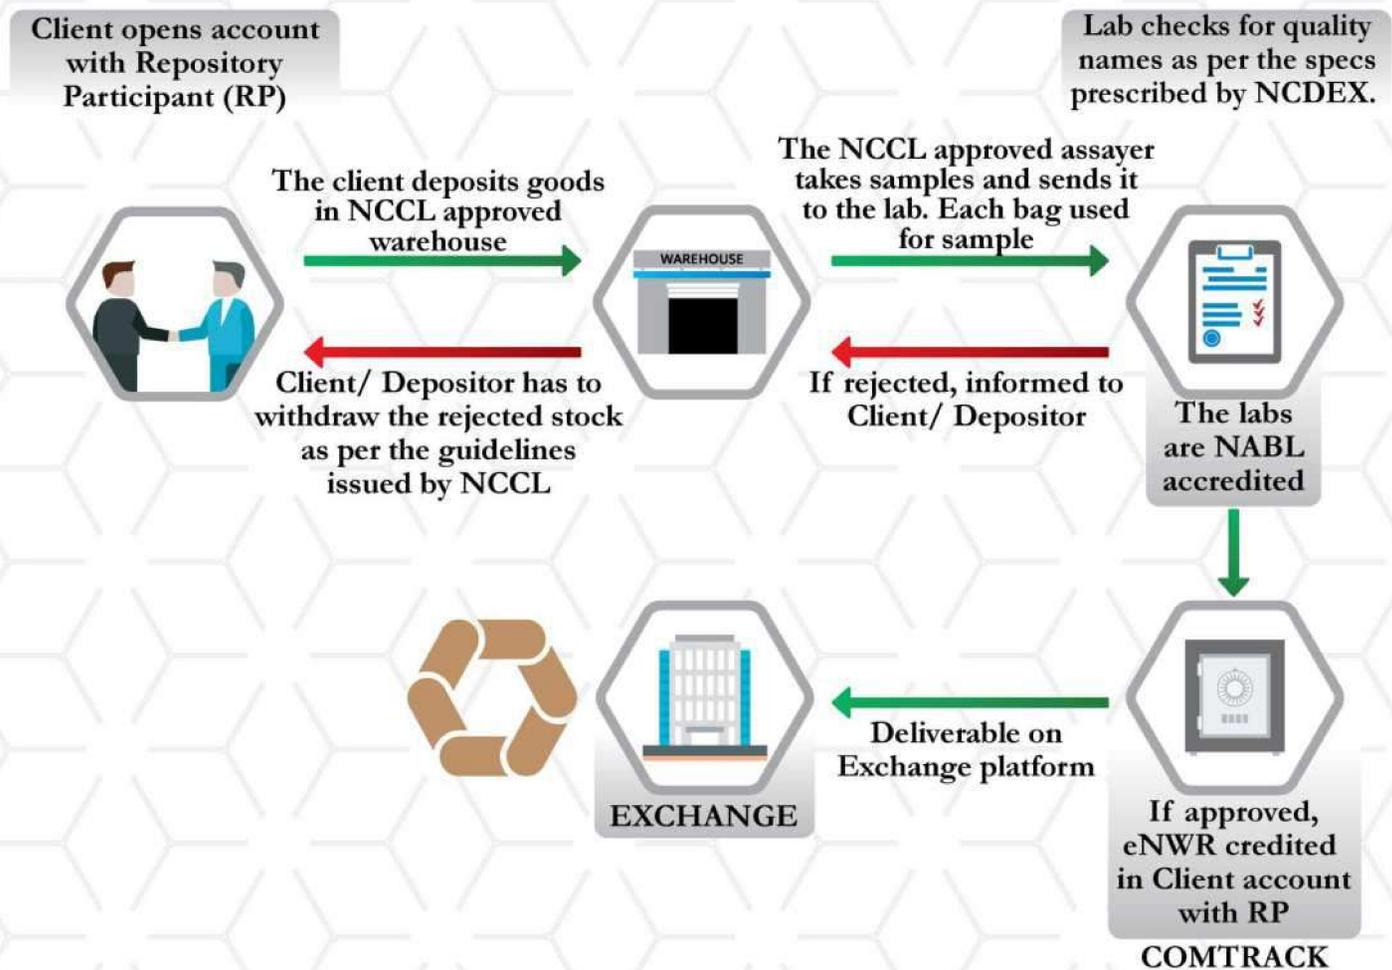 Client opens account
with Repository
Participant (RP)
Lab checks for quality
names as per the specs
prescribed by NCDEX.
The client deposits goods
in NCCL approved
warehouse
The NCCL approved assayer
takes samples and sends it
to the lab. Each bag used
for sample
WAREHOUSE
Client/ Depositor has to
withdraw the rejected stock
as per the guidelines
issued by NCCL
If rejected, informed to
Client/ Depositor
The labs
are NABL
accredited
Deliverable on
Exchange platform
EXCHANGE
If approved,
eNWR credited
in Client account
with RP
COMTRACK